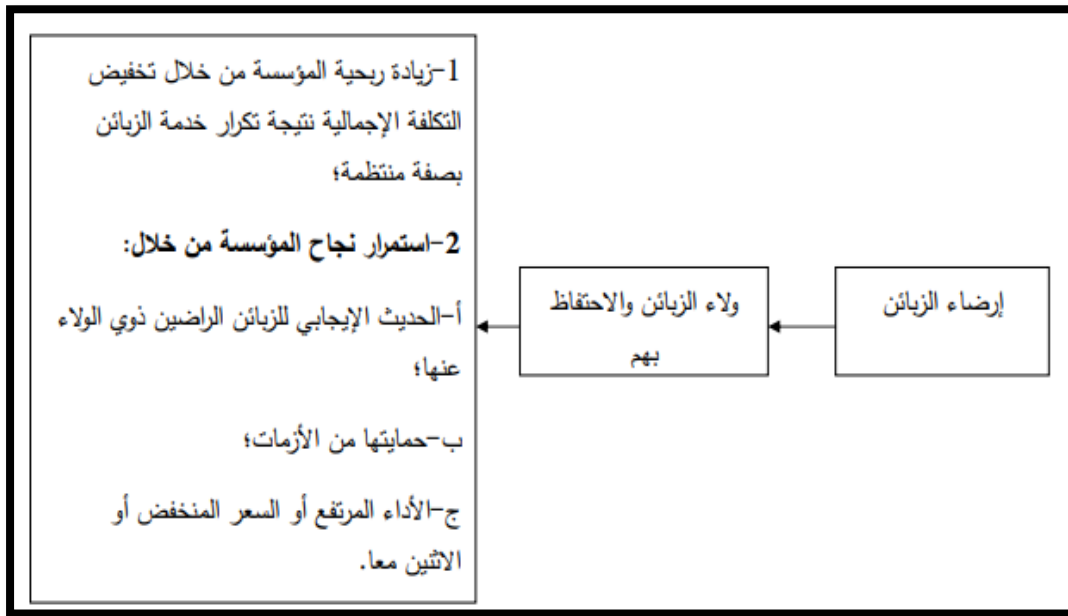 إرضاء الزبائن
ولاء الزبائن والاحتفاظ
بهم
1-زيادة ربحية المؤسسة من خلال تخفيض
التكلفة الإجمالية نتيجة تكرار خدمة الزبائن
بصفة منتظمة؛
2-استمرار نجاح المؤسسة من خلال:
أ-الحديث الإيجابي للزبائن الراضين ذوي الولاء
عنها؛
ب-حمايتها من الأزمات؛
ج-الأداء المرتفع أو السعر المنخفض أو
الاثنين معا.